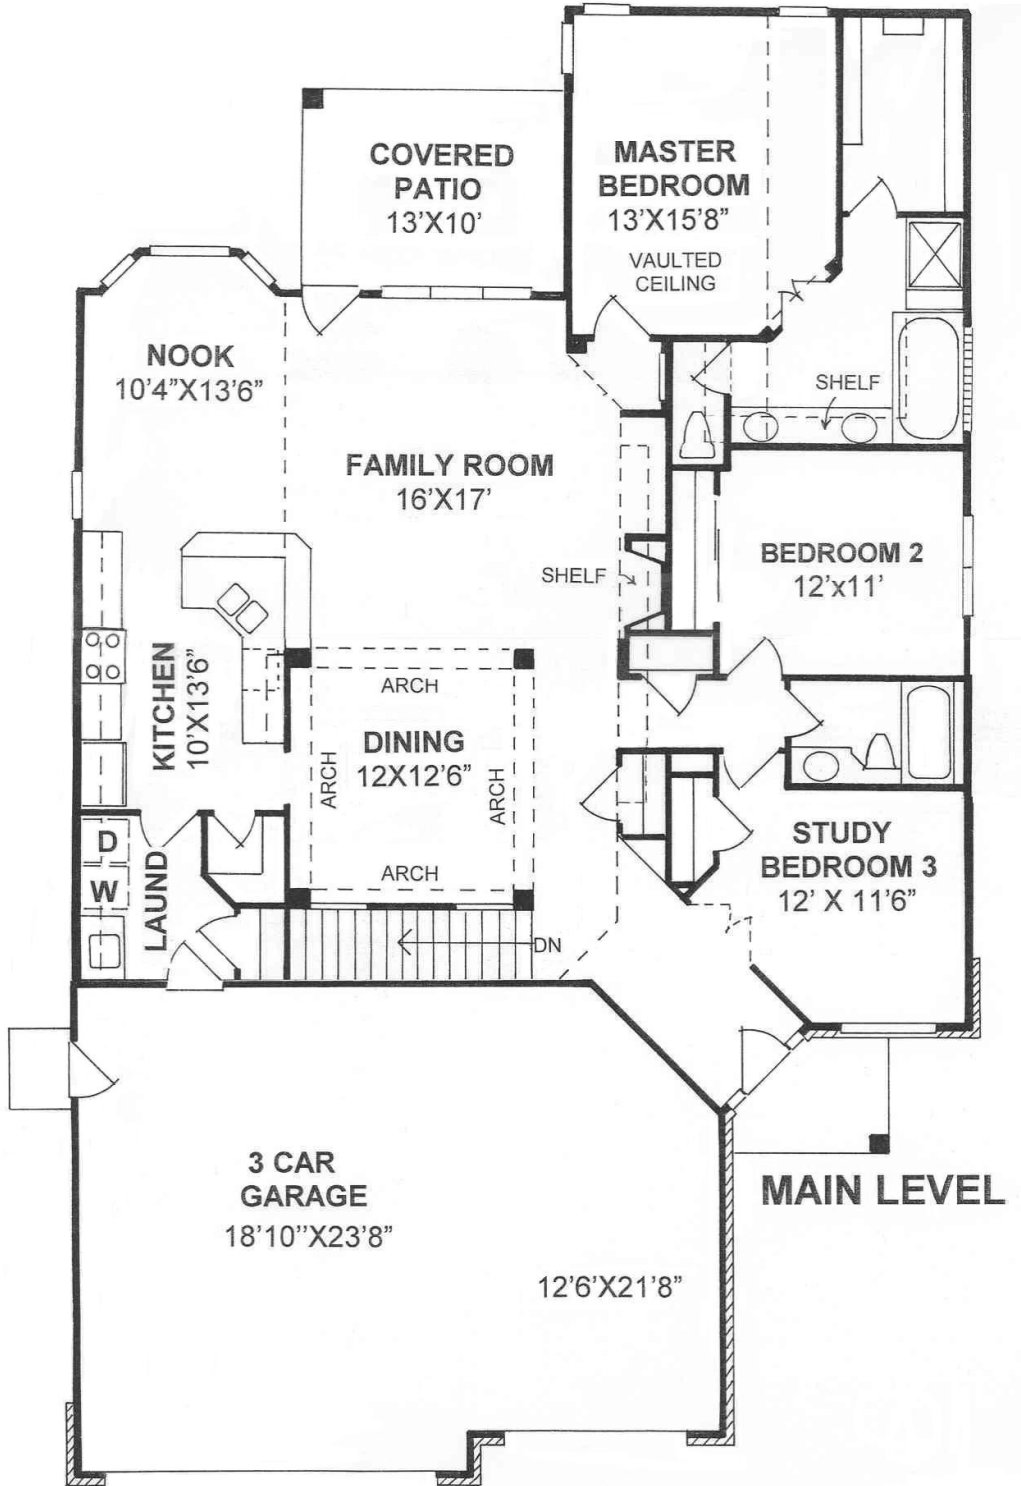 COVERED
PATIO
13'X10'
MASTER
BEDROOM
13'X15'8"
VAULTED
CEILING
NOOK
10'4"X13'6"
SHELF
FAMILY ROOM
16'X17'
SHELF
BEDROOM 2
12'x11'
KITCHEN
10'X13'6"
ARCH
DINING
12X12'6"
ARCH
ARCH
ARCH
D
W
LAUND
STUDY
BEDROOM 3
12' X 11'6"
DN
3 CAR
GARAGE
18'10''X23'8"
12'6'X21'8"
MAIN LEVEL